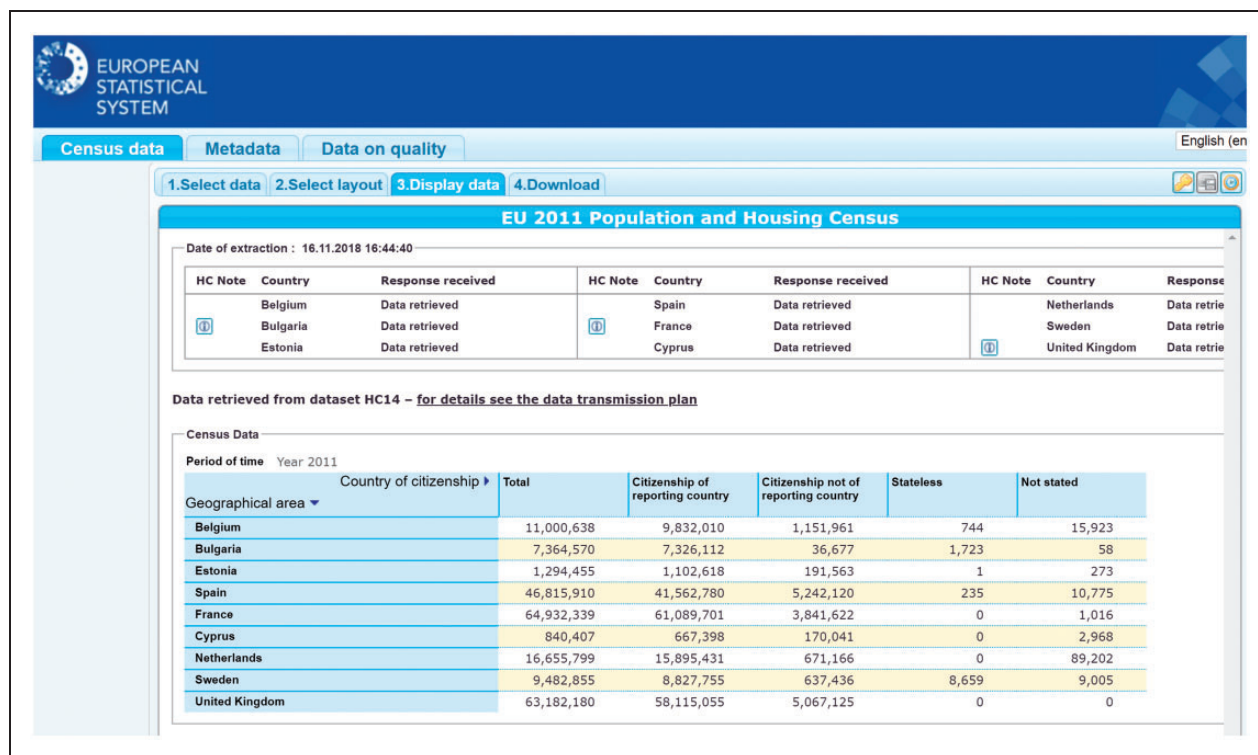 EUROPEAN
STATISTICAL
SYSTEM
Census data Metadata Data on quality English (en
1.Select data 2.Select layout 3.Display data 4.Download
EU 2011 Population and Housing Census
Date of extraction : 16.11.2018 16:44:40
HC Note Country Response received HC Note Country Response received HC Note Country Response
Belgium Data retrieved Spain Data retrieved Netherlands Data retrie
Bulgaria Data retrieved France Data retrieved Sweden Data retrie
Estonia Data retrieved Cyprus Data retrieved United Kingdom Data retrie
Data retrieved from dataset HC14 – for details see the data transmission plan
Census Data
Period of time Year 2011
Country of citizenship Total Citizenship of reporting country Citizenship not of reporting country Stateless Not stated
Geographical area
Belgium 11,000,638 9,832,010 1,151,961 744 15,923
Bulgaria 7,364,570 7,326,112 36,677 1,723 58
Estonia 1,294,455 1,102,618 191,563 1 273
Spain 46,815,910 41,562,780 5,242,120 235 10,775
France 64,932,339 61,089,701 3,841,622 0 1,016
Cyprus 840,407 667,398 170,041 0 2,968
Netherlands 16,655,799 15,895,431 671,166 0 89,202
Sweden 9,482,855 8,827,755 637,436 8,659 9,005
United Kingdom 63,182,180 58,115,055 5,067,125 0 0